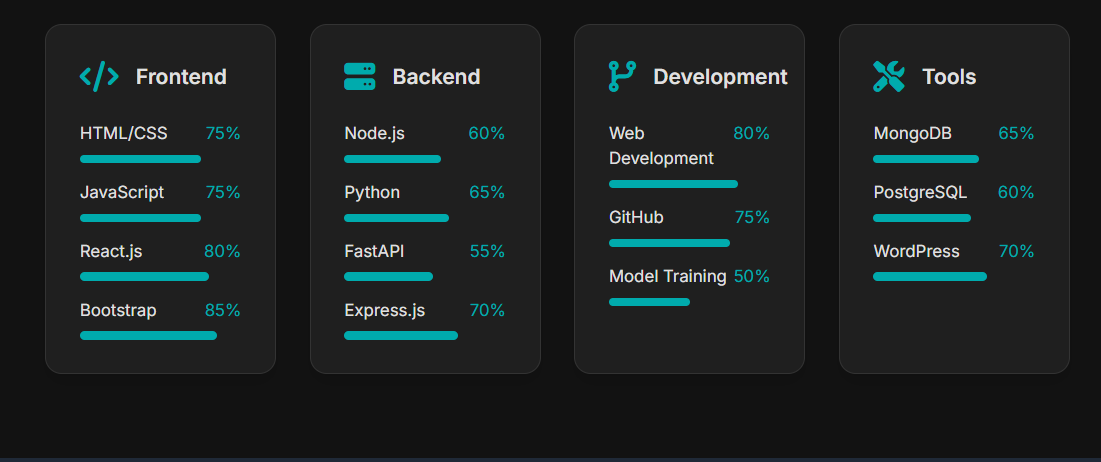 Frontend
HTML/CSS 75%
JavaScript 75%
React.js 80%
Bootstrap 85%
Backend
Node.js 60%
Python 65%
FastAPI 55%
Express.js 70%
Development
Web 80%
Development
GitHub 75%
Model Training 50%
Tools
MongoDB 65%
PostgreSQL 60%
WordPress 70%